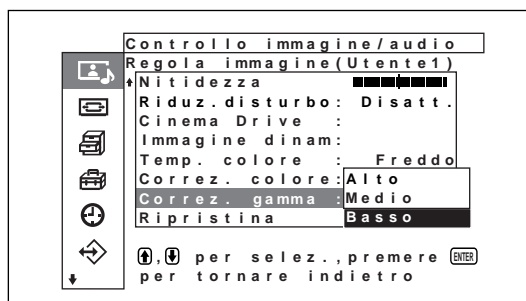 Controllo immagine/audio
Regola immagine(Utente1)
Nitidezza
Riduz.disturbo: Disatt.
Cinema Drive :
Immagine dinam:
Temp. colore : Freddo
Correz. colore:Alto
Correz. gamma :Medio
Ripristina Basso
, per selez.,premere ENTER
per tornare indietro